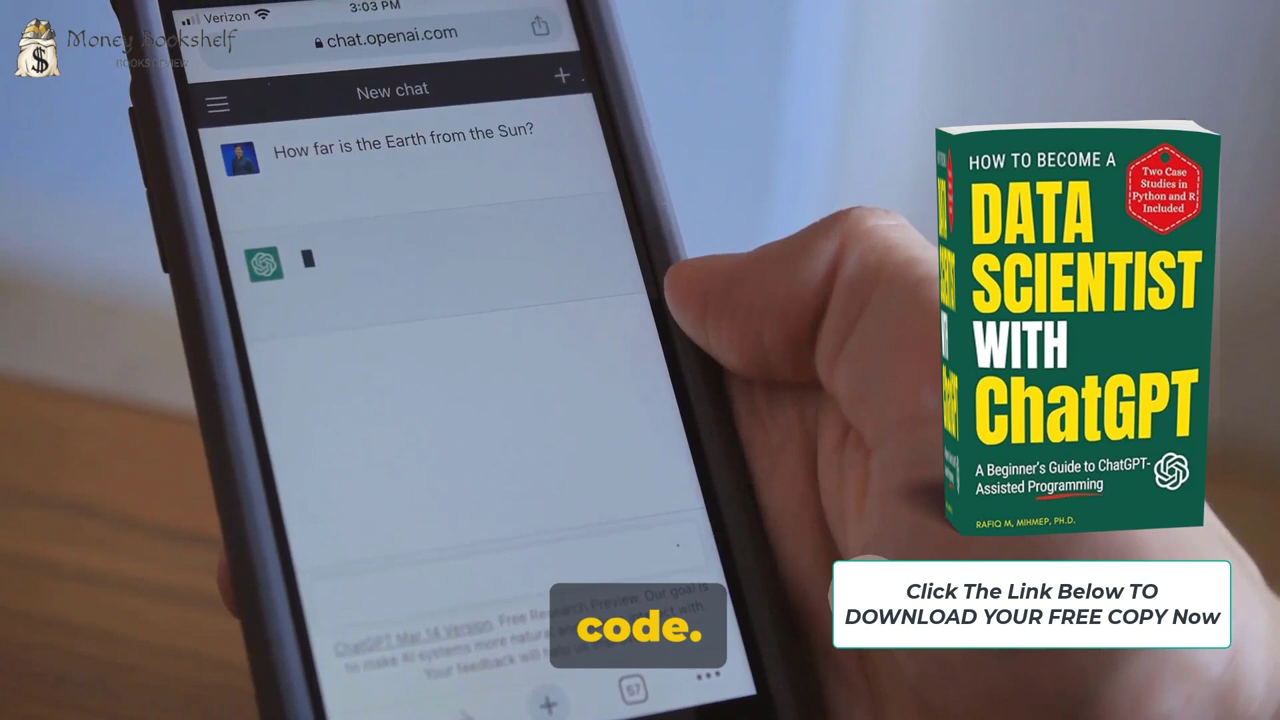 Money Bookshelf
BOOKS REVIEW
Verizon
3:03 PM
chat.openai.com
New chat
How far is the Earth from the Sun?
ChatGPT Mar 14 Version. Free Research Preview. Our goal is
to make AI systems more natural
with.
Your feedback will
57
code.
HOW TO BECOME A
DATA
SCIENTIST
WITH
ChatGPT
Two Case
Studies in
Python and R
Included
A Beginner's Guide to ChatGPT-
Assisted Programming
RAFIQ M, MIHMEP, PH.D.
Click The Link Below TO
DOWNLOAD YOUR FREE COPY Now